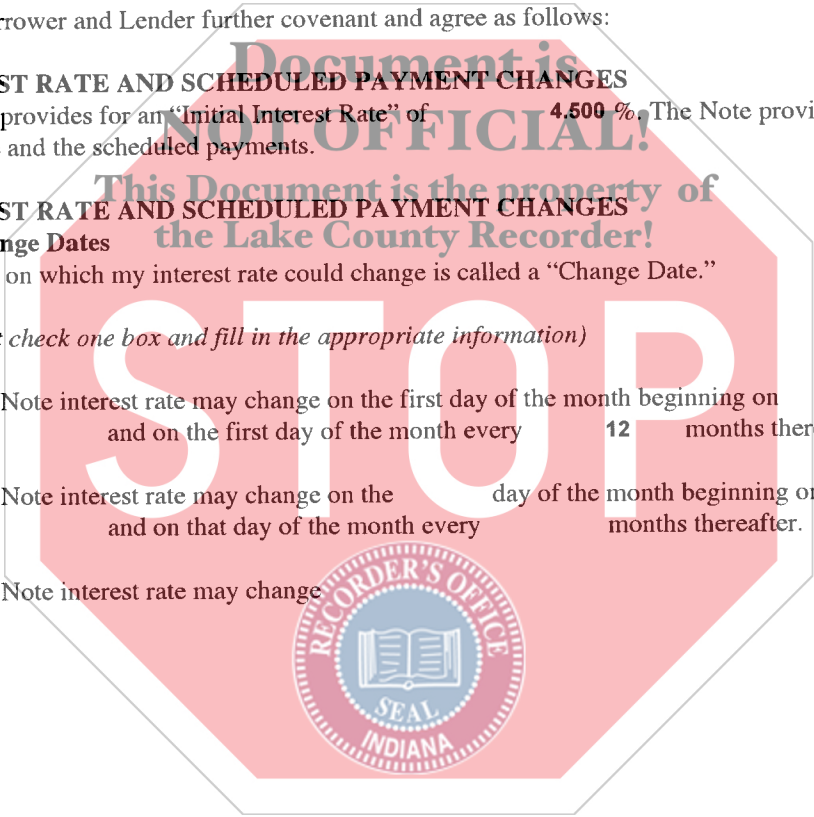 rrower and Lender further covenant and agree as follows:
Document is
ST RATE AND SCHEDULED PAYMENT CHANGES
provides for an “Initial Interest Rate” of 4.500 %. The Note provi
NOT OFFICIAL!
and the scheduled payments.
This Document is the property of
ST RATE AND SCHEDULED PAYMENT CHANGES
the Lake County Recorder!
nge Dates
on which my interest rate could change is called a “Change Date.”
STOP
check one box and fill in the appropriate information)
Note interest rate may change on the first day of the month beginning on
and on the first day of the month every 12 months ther
Note interest rate may change on the day of the month beginning on
and on that day of the month every months thereafter.
Note interest rate may change
RECORDER'S OFFICE
SEAL
INDIANA